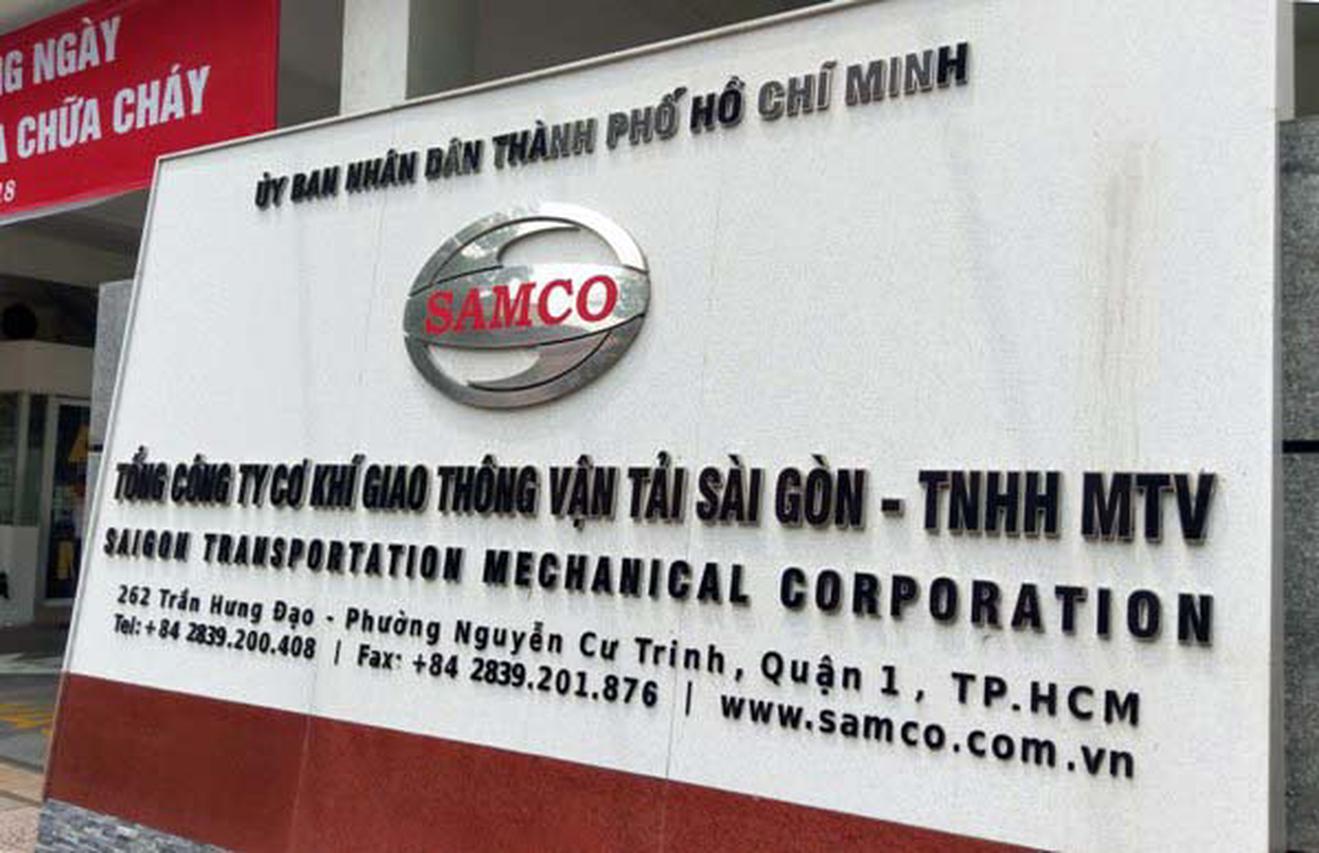 NG NGÀY
CHỮA CHÁY
18
ỦY BAN NHÂN DÂN THÀNH PHỐ HỒ CHÍ MINH
SAMCO
TỔNG CÔNG TY CƠ KHÍ GIAO THÔNG VẬN TẢI SÀI GÒN - TNHH MTV
SAIGON TRANSPORTATION MECHANICAL CORPORATION
262 Trần Hưng Đạo - Phường Nguyễn Cư Trinh, Quận 1, TP.HCM
Tel: +84 2839.200.408 | Fax: +84 2839.201.876 | www.samco.com.vn